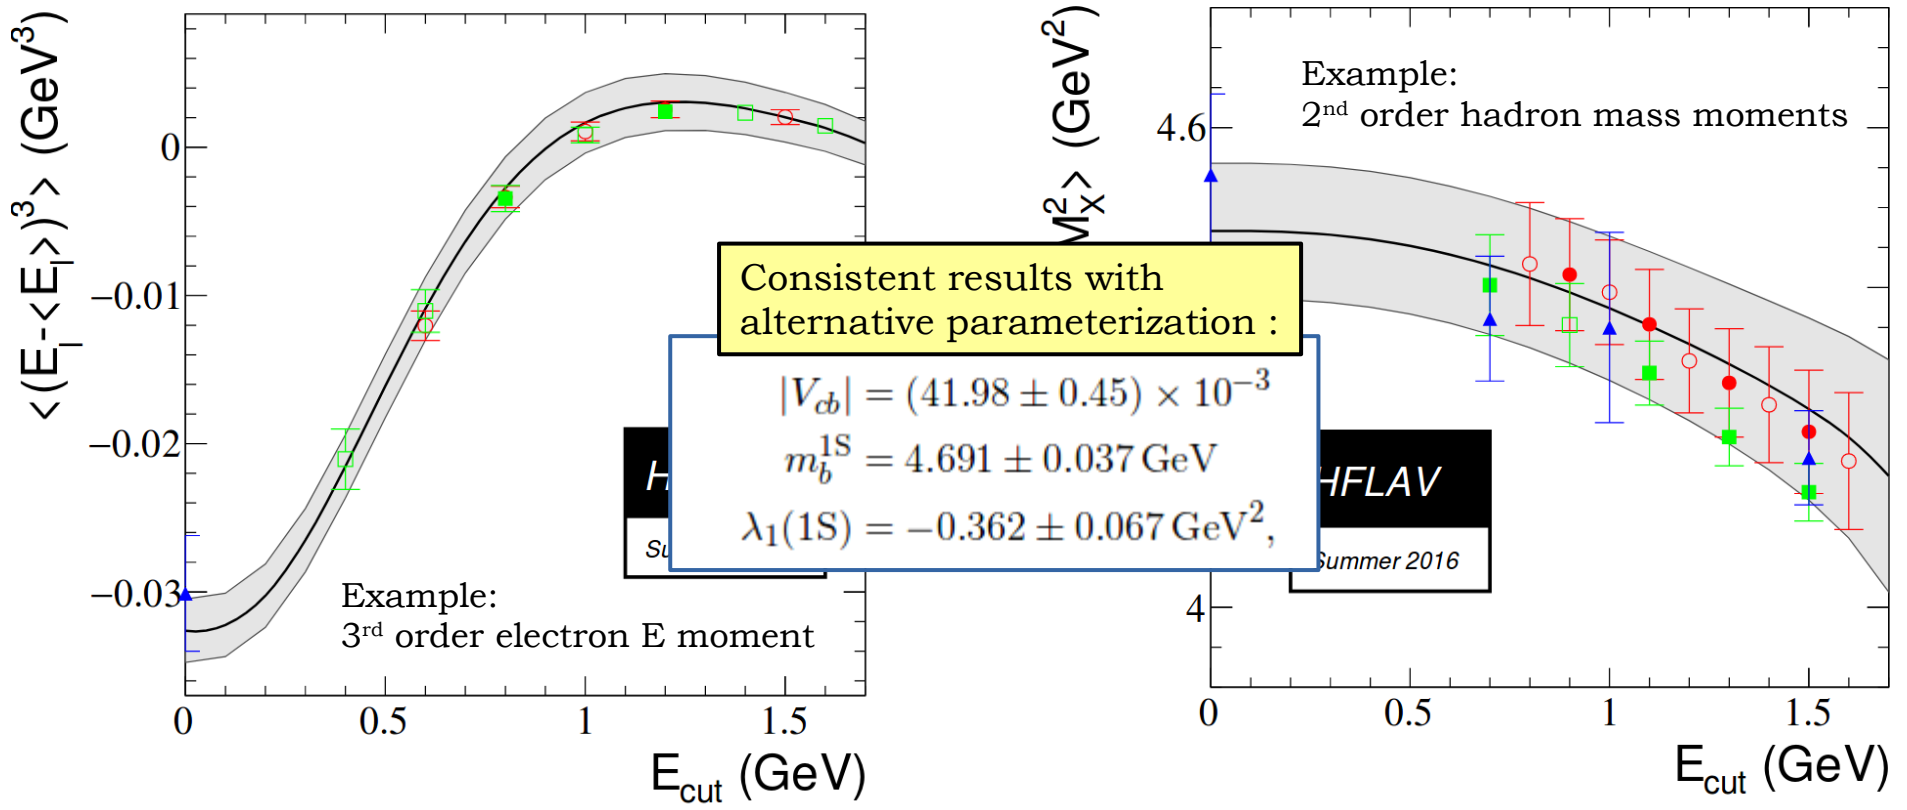 <(E_l-<E_l>)^3> (GeV^3)
0
−0.01
−0.02
−0.03
0
0.5
1
1.5
E_cut (GeV)
Example:
3rd order electron E moment
H
Su
Consistent results with
alternative parameterization :
|V_cb| = (41.98 ± 0.45) × 10^−3
m_b^1S = 4.691 ± 0.037 GeV
λ_1(1S) = −0.362 ± 0.067 GeV^2,
M_X^2> (GeV^2)
Example:
2nd order hadron mass moments
4.6
4
HFLAV
Summer 2016
0
0.5
1
1.5
E_cut (GeV)